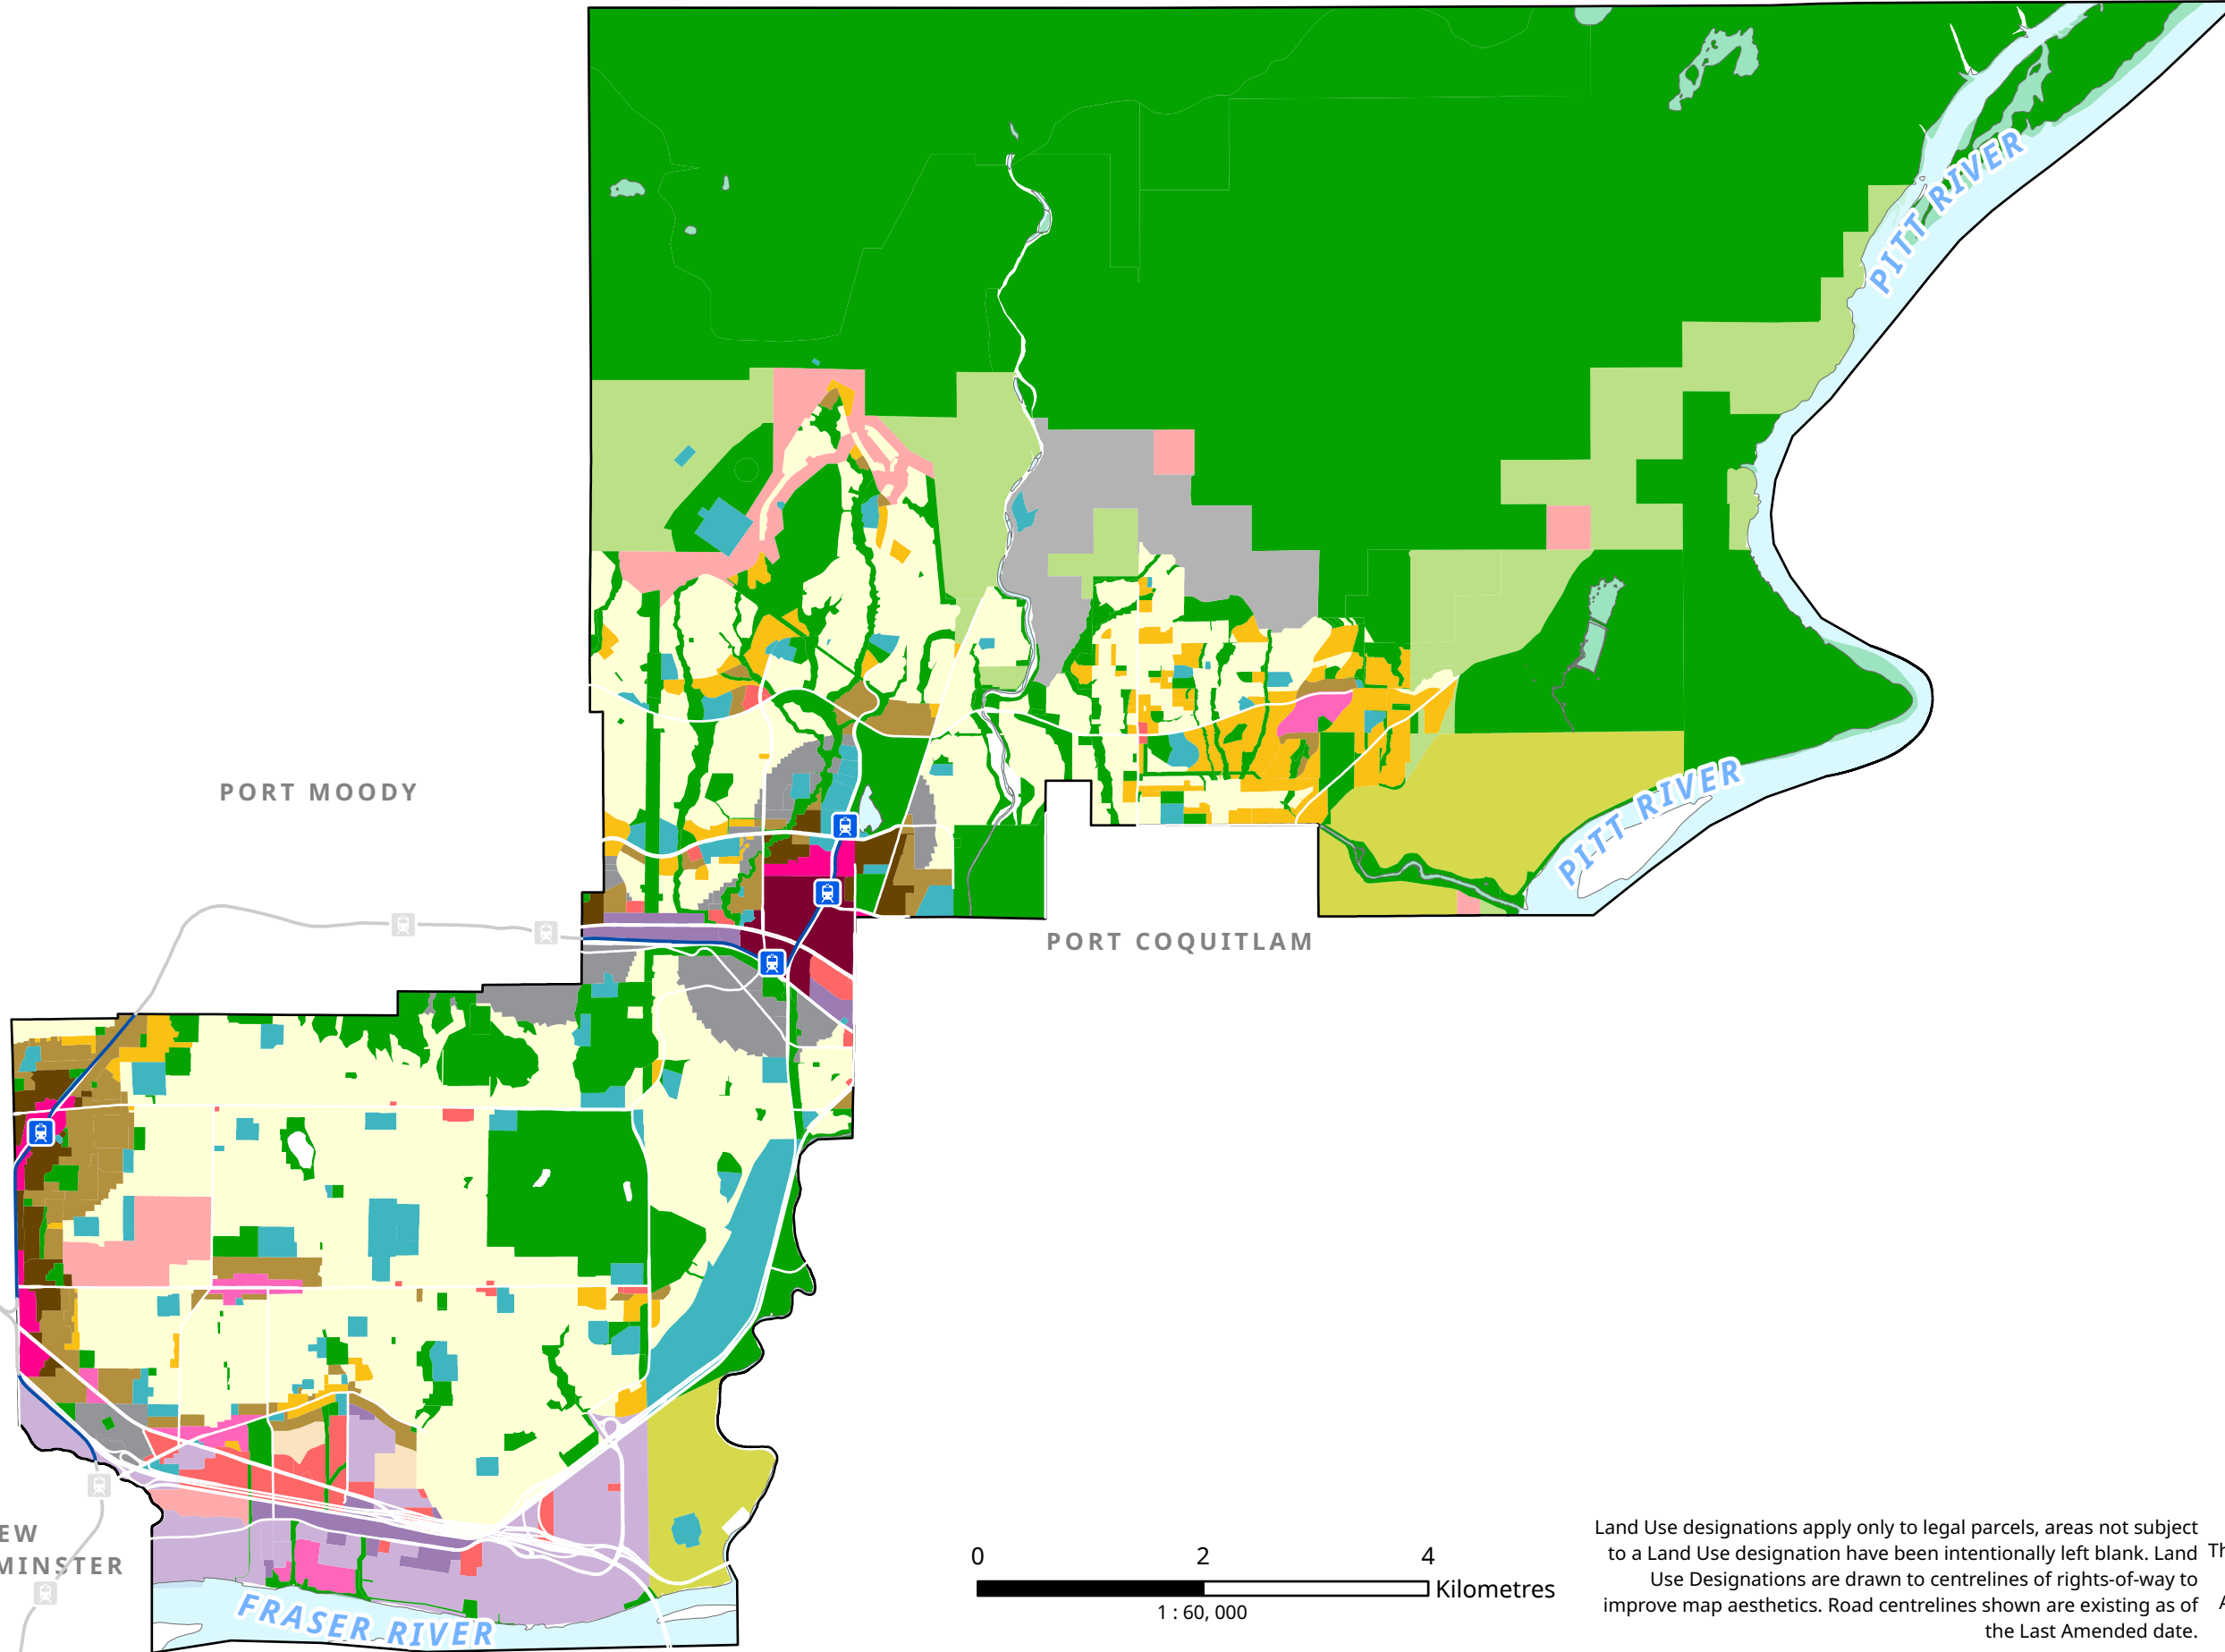 PITT RIVER
PORT MOODY
PITT RIVER
PORT COQUITLAM
EW
MINSTER
FRASER RIVER
0 2 4
Kilometres
1 : 60, 000
Land Use designations apply only to legal parcels, areas not subject
to a Land Use designation have been intentionally left blank. Land
Use Designations are drawn to centrelines of rights-of-way to
improve map aesthetics. Road centrelines shown are existing as of
the Last Amended date.
Th
A